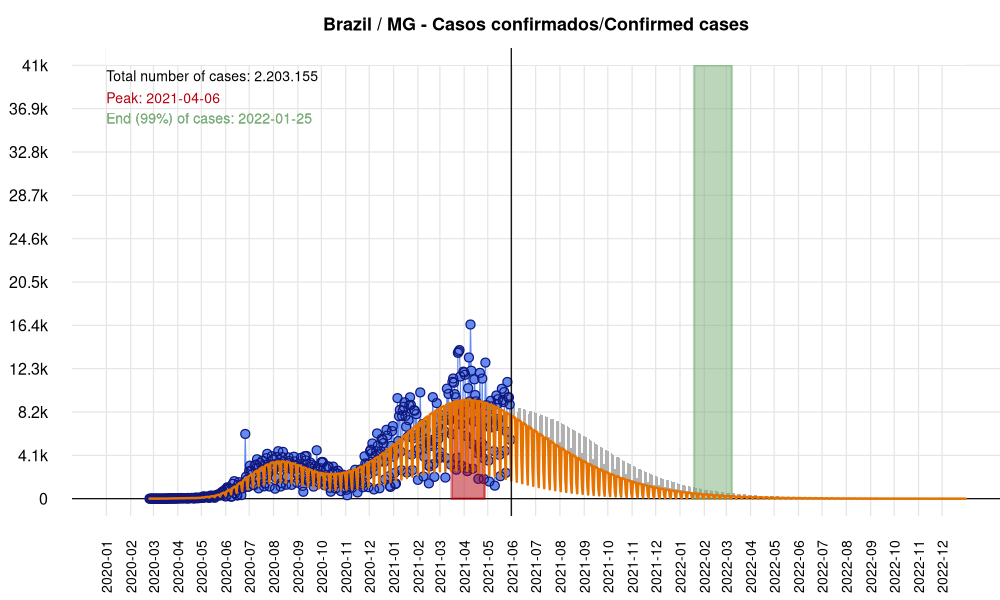 Brazil / MG - Casos confirmados/Confirmed cases
41k
Total number of cases: 2.203.155
Peak: 2021-04-06
36.9k
End (99%) of cases: 2022-01-25
32.8k
28.7k
24.6k
20.5k
16.4k
12.3k
8.2k
4.1k
0
2020-01
2020-02
2020-03
2020-04
2020-05
2020-06
2020-07
2020-08
2020-09
2020-10
2020-11
2020-12
2021-01
2021-02
2021-03
2021-04
2021-05
2021-06
2021-07
2021-08
2021-09
2021-10
2021-11
2021-12
2022-01
2022-02
2022-03
2022-04
2022-05
2022-06
2022-07
2022-08
2022-09
2022-10
2022-11
2022-12